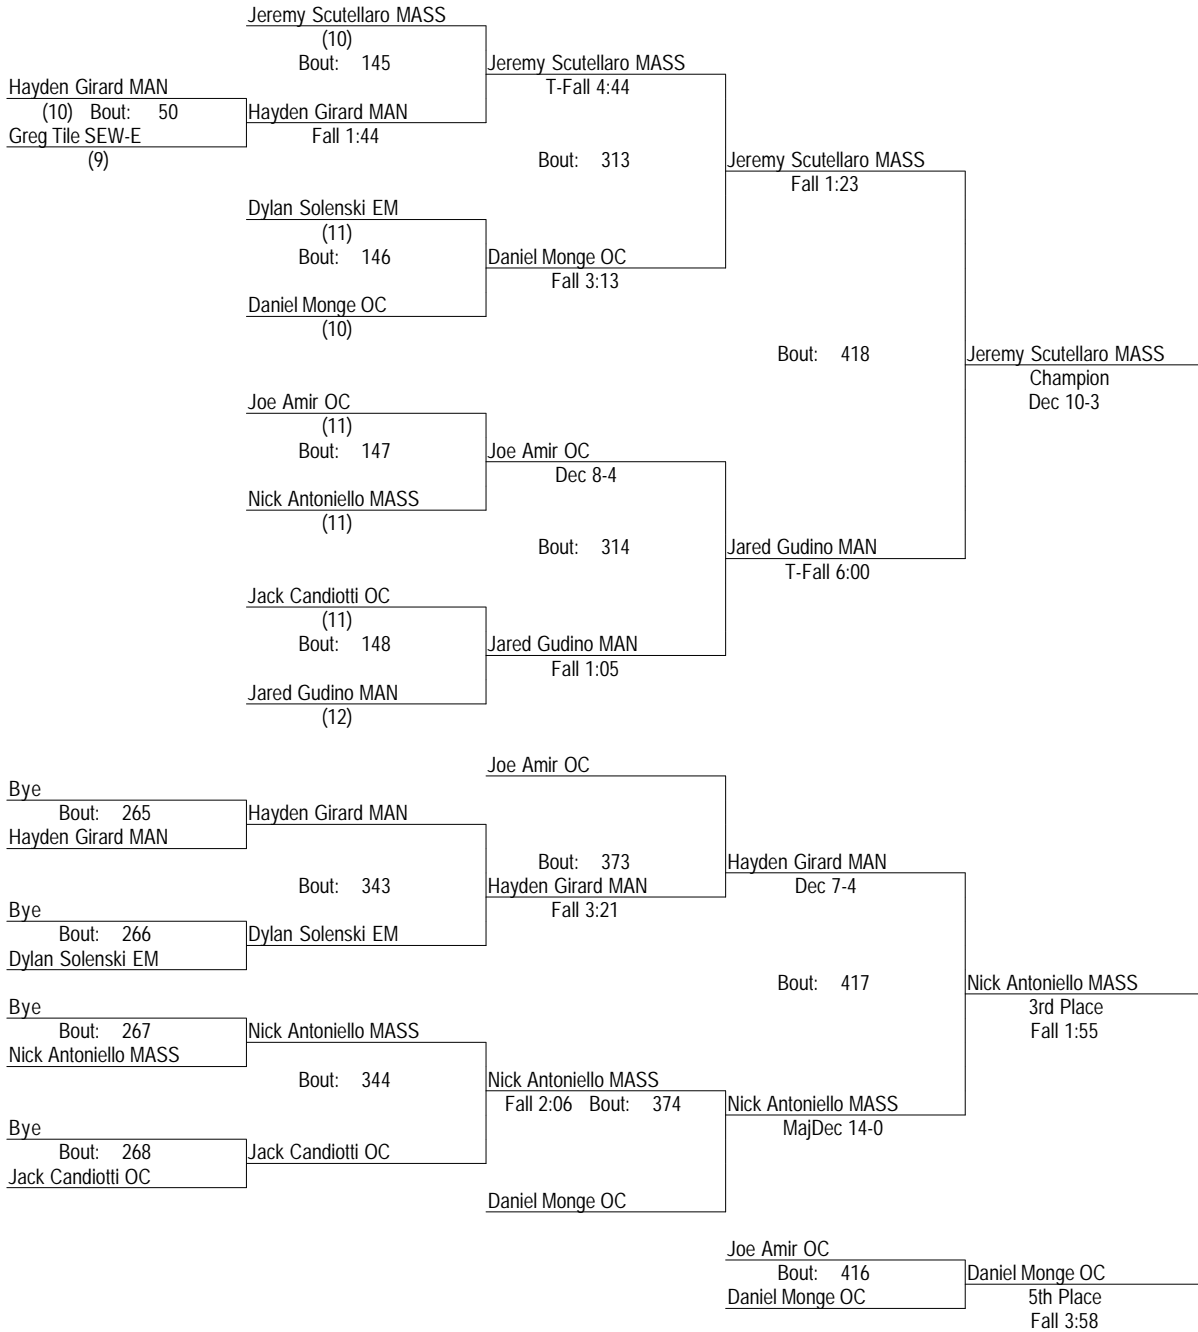 Jeremy Scutellaro MASS
(10)
Bout: 145
Jeremy Scutellaro MASS
T-Fall 4:44
Hayden Girard MAN
(10) Bout: 50
Hayden Girard MAN
Fall 1:44
Greg Tile SEW-E
(9)
Bout: 313
Jeremy Scutellaro MASS
Fall 1:23
Dylan Solenski EM
(11)
Bout: 146
Daniel Monge OC
Fall 3:13
Daniel Monge OC
(10)
Bout: 418
Jeremy Scutellaro MASS
Champion
Dec 10-3
Joe Amir OC
(11)
Bout: 147
Joe Amir OC
Dec 8-4
Nick Antoniello MASS
(11)
Bout: 314
Jared Gudino MAN
T-Fall 6:00
Jack Candiotti OC
(11)
Bout: 148
Jared Gudino MAN
Fall 1:05
Jared Gudino MAN
(12)
Joe Amir OC
Bye
Bout: 265
Hayden Girard MAN
Hayden Girard MAN
Bout: 373
Hayden Girard MAN
Dec 7-4
Bout: 343
Hayden Girard MAN
Fall 3:21
Bye
Bout: 266
Dylan Solenski EM
Dylan Solenski EM
Bout: 417
Nick Antoniello MASS
3rd Place
Fall 1:55
Bye
Bout: 267
Nick Antoniello MASS
Nick Antoniello MASS
Bout: 344
Nick Antoniello MASS
Fall 2:06 Bout: 374
Nick Antoniello MASS
MajDec 14-0
Bye
Bout: 268
Jack Candiotti OC
Jack Candiotti OC
Daniel Monge OC
Joe Amir OC
Bout: 416
Daniel Monge OC
Daniel Monge OC
5th Place
Fall 3:58